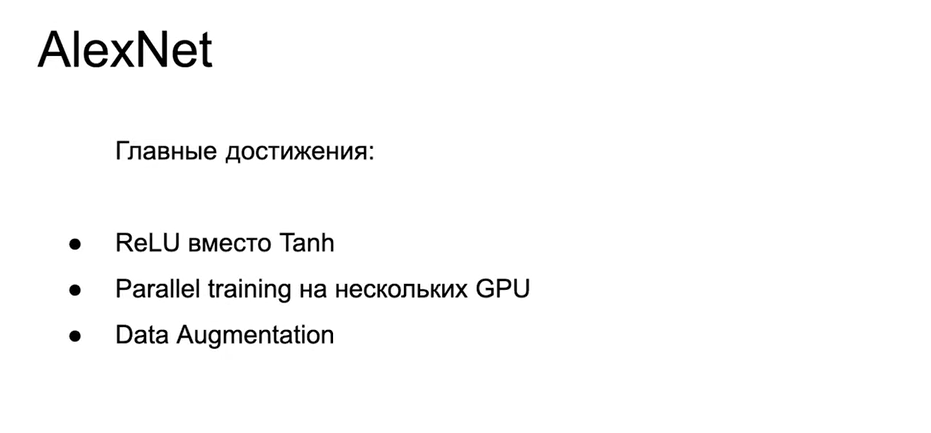 AlexNet
Главные достижения:
● ReLU вместо Tanh
● Parallel training на нескольких GPU
● Data Augmentation